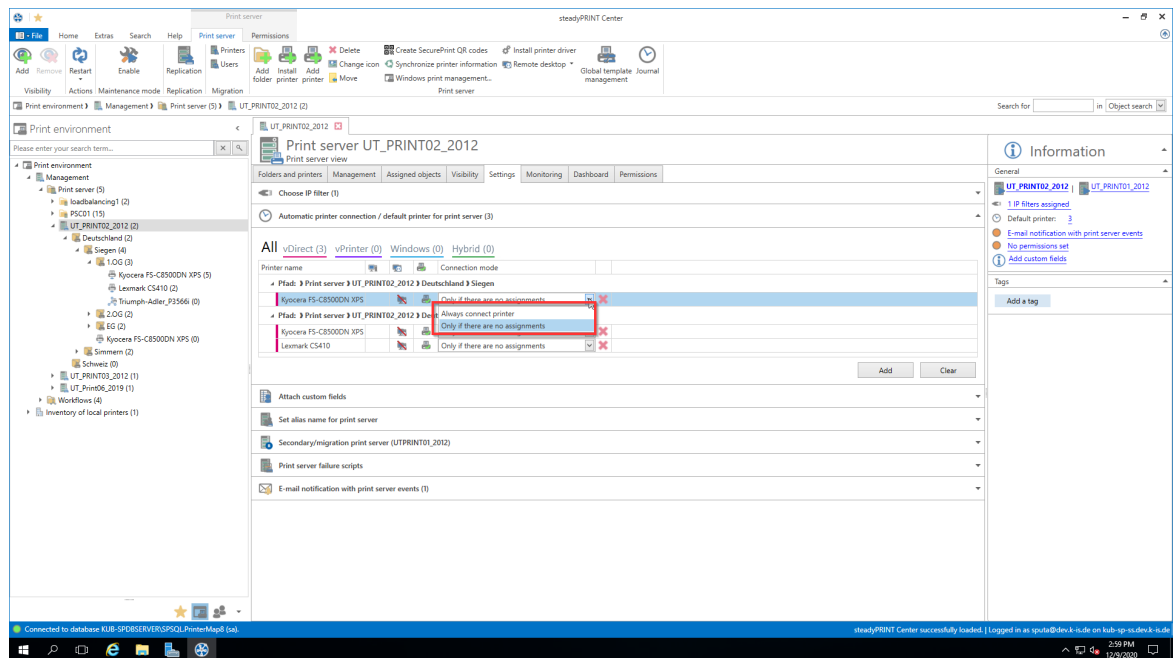 Print server
steadyPRINT Center
File Home Extras Search Help Print server Permissions
Add Remove Restart Enable Replication
Printers
Users
Add folder
Install printer
Add printer
Delete
Change icon
Move
Create SecurePrint QR codes
Synchronize printer information
Windows print management...
Install printer driver
Remote desktop
Global template management
Journal
Visibility Actions Maintenance mode Replication Migration Print server
Print environment Management Print server (5) UT_PRINT02_2012 (2)
Search for in Object search
Print environment
Please enter your search term...
Print environment
Management
Print server (5)
loadbalancing1 (2)
PSC01 (15)
UT_PRINT02_2012 (2)
Deutschland (2)
Siegen (4)
1.OG (3)
Kyocera FS-C8500DN XPS (5)
Lexmark CS410 (2)
Triumph-Adler_P3566i (0)
2.OG (2)
EG (2)
Kyocera FS-C8500DN XPS (0)
Simmern (2)
Schweiz (0)
UT_PRINT03_2012 (1)
UT_Print06_2019 (1)
Workflows (4)
Inventory of local printers (1)
UT_PRINT02_2012
Print server UT_PRINT02_2012
Print server view
Folders and printers Management Assigned objects Visibility Settings Monitoring Dashboard Permissions
Choose IP filter (1)
Automatic printer connection / default printer for print server (3)
All vDirect (3) vPrinter (0) Windows (0) Hybrid (0)
Printer name Connection mode
Pfad: Print server UT_PRINT02_2012 Deutschland Siegen
Kyocera FS-C8500DN XPS Only if there are no assignments
Always connect printer
Only if there are no assignments
Pfad: Print server UT_PRINT02_2012
Kyocera FS-C8500DN XPS
Lexmark CS410 Only if there are no assignments
Add Clear
Attach custom fields
Set alias name for print server
Secondary/migration print server (UTPRINT01_2012)
Print server failure scripts
E-mail notification with print server events (1)
Information
General
UT_PRINT02_2012 | UT_PRINT01_2012
1 IP filters assigned
Default printer: 3
E-mail notification with print server events
No permissions set
Add custom fields
Tags
Add a tag
Connected to database KUB-SPDBSERVER\SPSQL.PrinterMap8 (sa).
steadyPRINT Center successfully loaded. | Logged in as sputa@dev.k-is.de on kub-sp-ss.dev.k-is.de
2:59 PM
12/9/2020